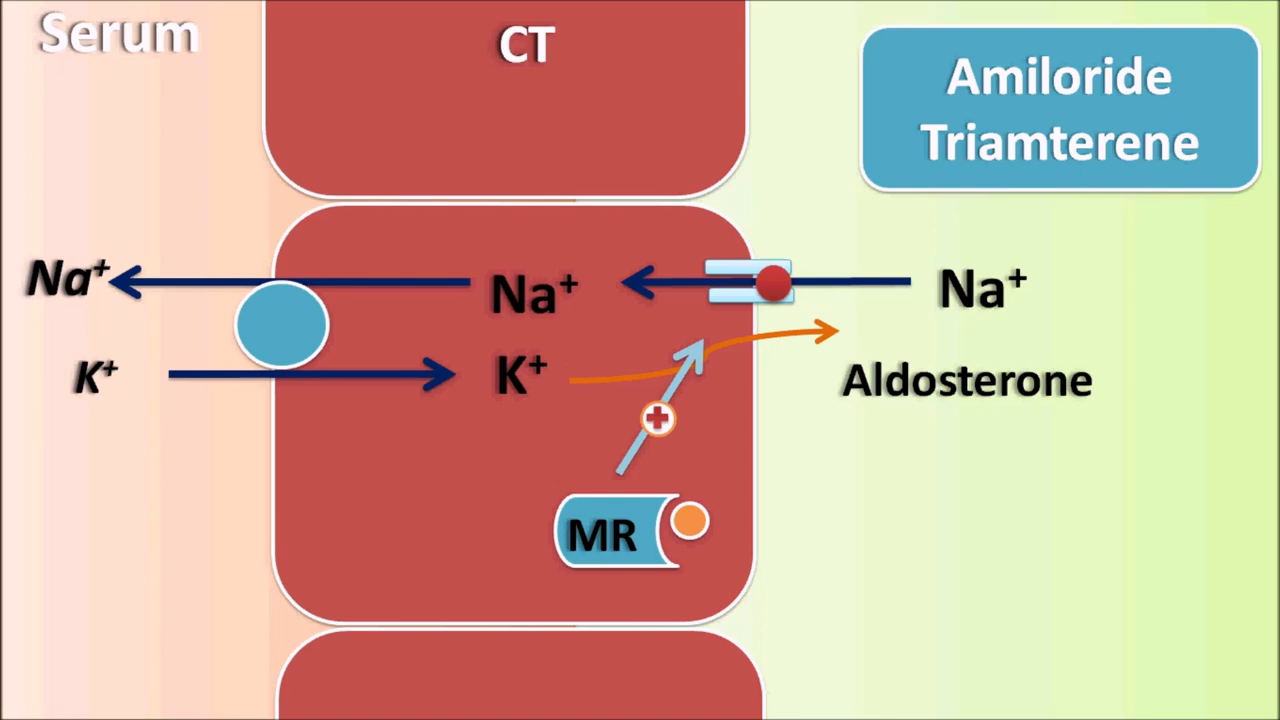 Serum
CT
Amiloride
Triamterene
Na⁺
Na⁺
Na⁺
K⁺
K⁺
Aldosterone
MR